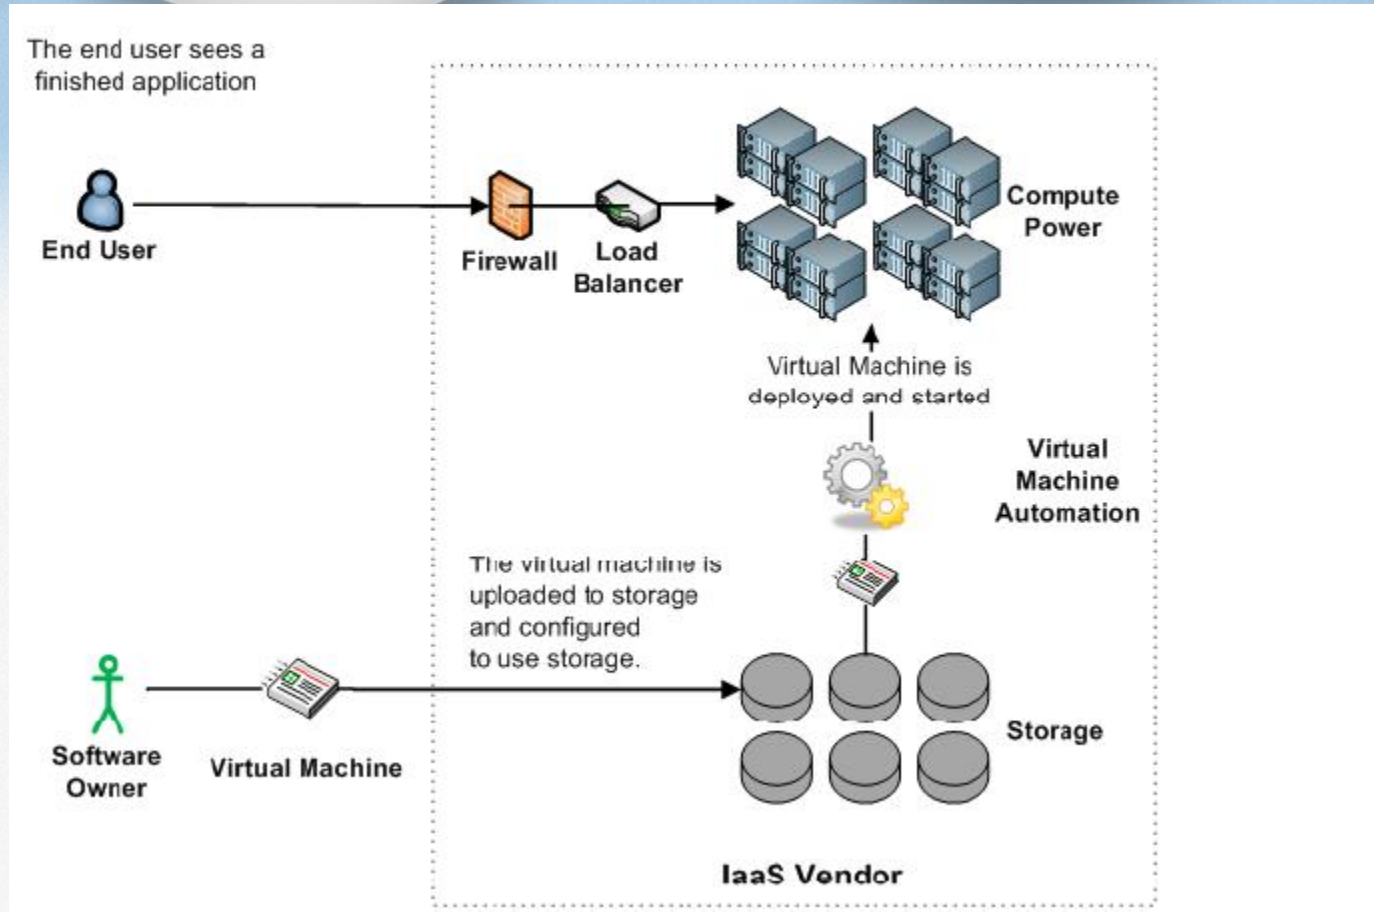 The end user sees a
finished application
End User
Firewall
Load
Balancer
Compute
Power
Virtual Machine is
deployed and started
Virtual
Machine
Automation
The virtual machine is
uploaded to storage
and configured
to use storage.
Software
Owner
Virtual Machine
Storage
IaaS Vendor